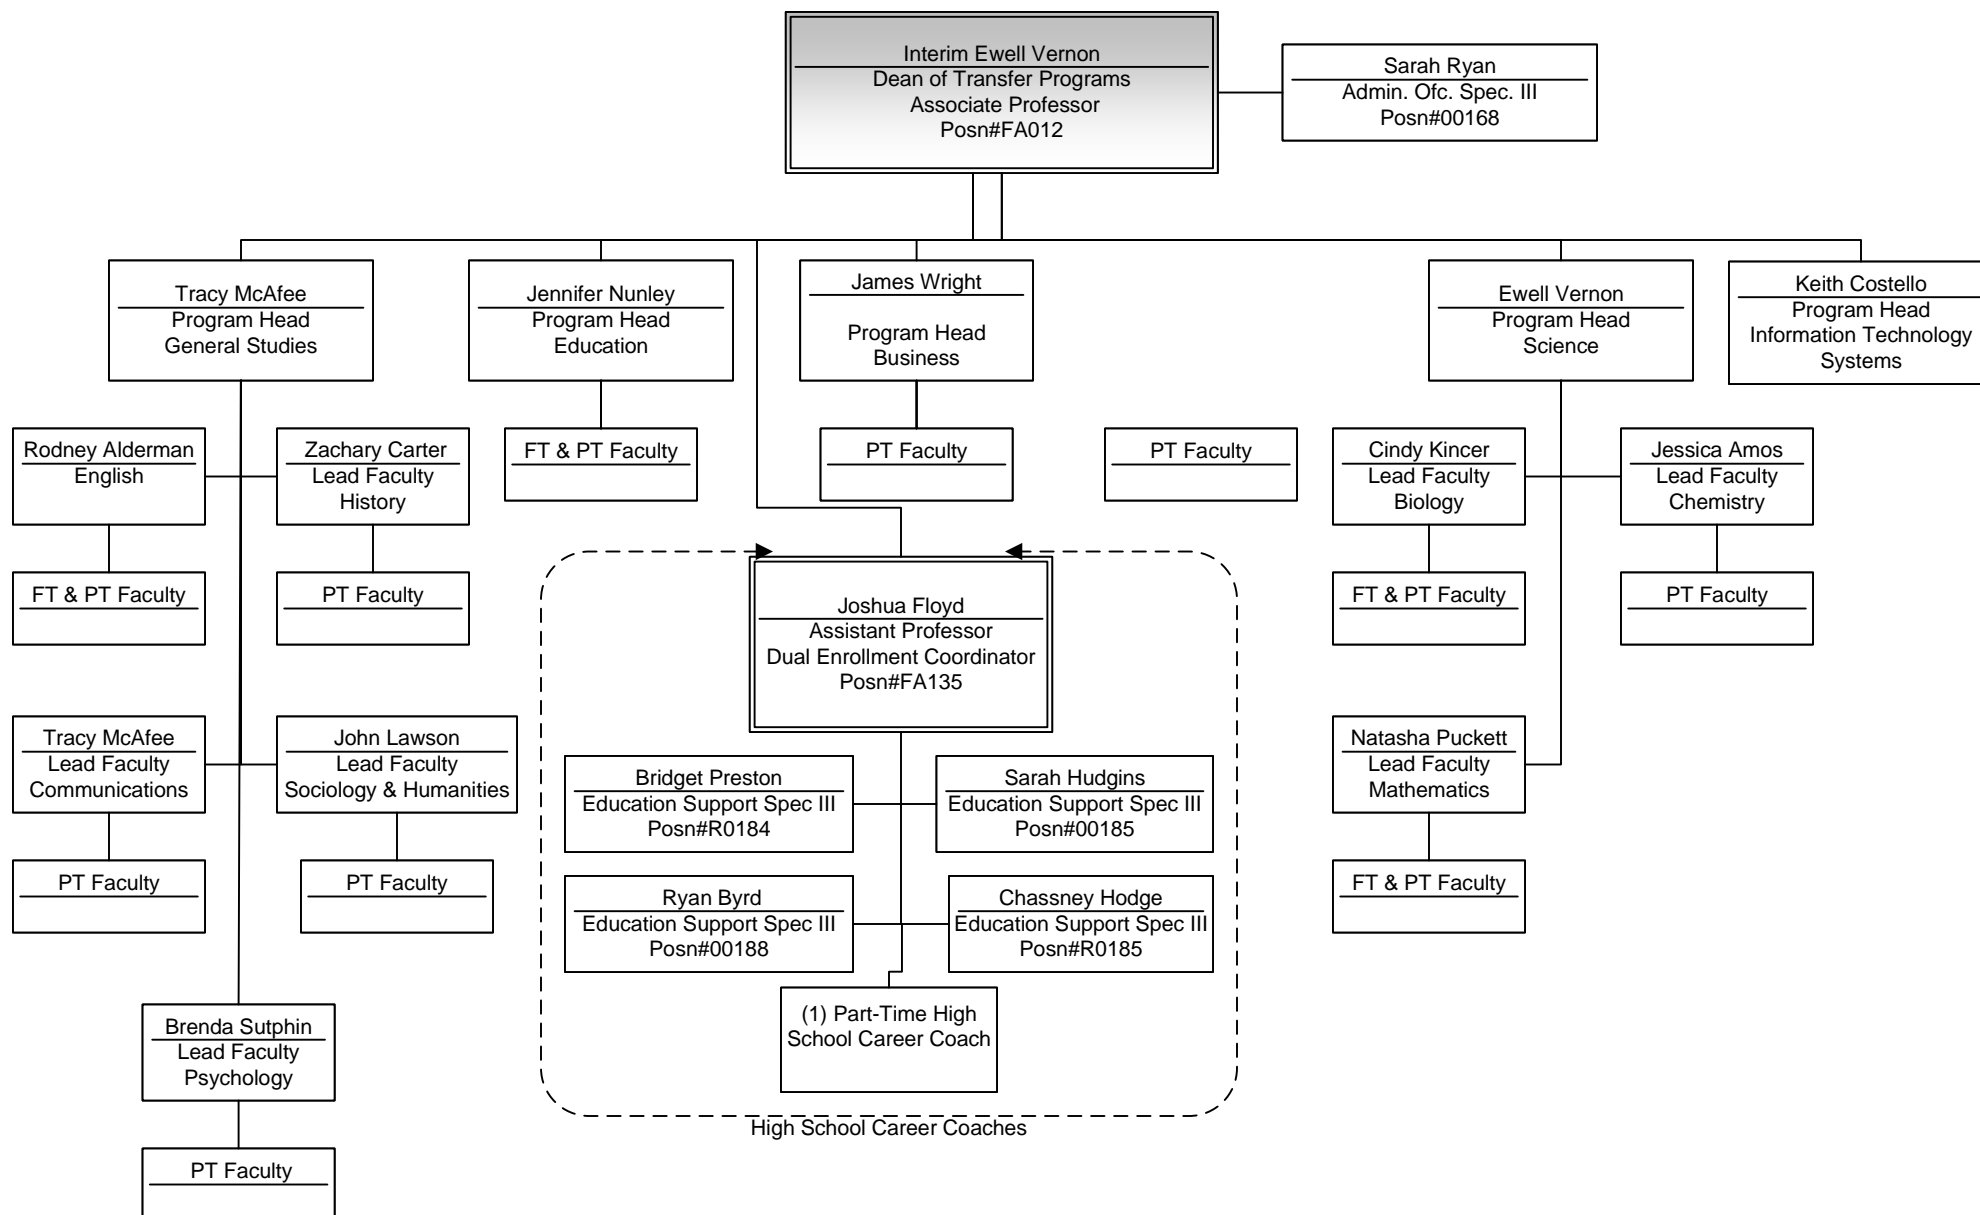 Interim Ewell Vernon
Dean of Transfer Programs
Associate Professor
Posn#FA012
Sarah Ryan
Admin. Ofc. Spec. III
Posn#00168
Tracy McAfee
Program Head
General Studies
Jennifer Nunley
Program Head
Education
James Wright
Program Head
Business
Ewell Vernon
Program Head
Science
Keith Costello
Program Head
Information Technology
Systems
Rodney Alderman
English
Zachary Carter
Lead Faculty
History
FT & PT Faculty
PT Faculty
PT Faculty
Cindy Kincer
Lead Faculty
Biology
Jessica Amos
Lead Faculty
Chemistry
FT & PT Faculty
PT Faculty
Joshua Floyd
Assistant Professor
Dual Enrollment Coordinator
Posn#FA135
FT & PT Faculty
PT Faculty
Tracy McAfee
Lead Faculty
Communications
John Lawson
Lead Faculty
Sociology & Humanities
Bridget Preston
Education Support Spec III
Posn#R0184
Sarah Hudgins
Education Support Spec III
Posn#00185
Natasha Puckett
Lead Faculty
Mathematics
PT Faculty
PT Faculty
Ryan Byrd
Education Support Spec III
Posn#00188
Chassney Hodge
Education Support Spec III
Posn#R0185
FT & PT Faculty
(1) Part-Time High
School Career Coach
Brenda Sutphin
Lead Faculty
Psychology
High School Career Coaches
PT Faculty